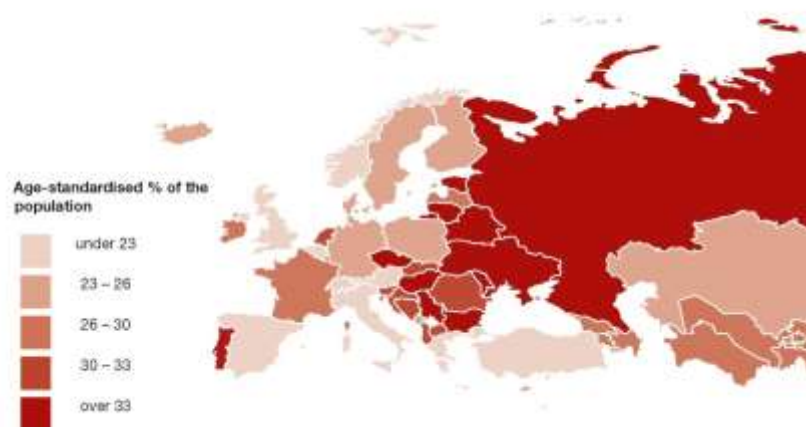 Age-standardised % of the
population
under 23
23 – 26
26 – 30
30 – 33
over 33